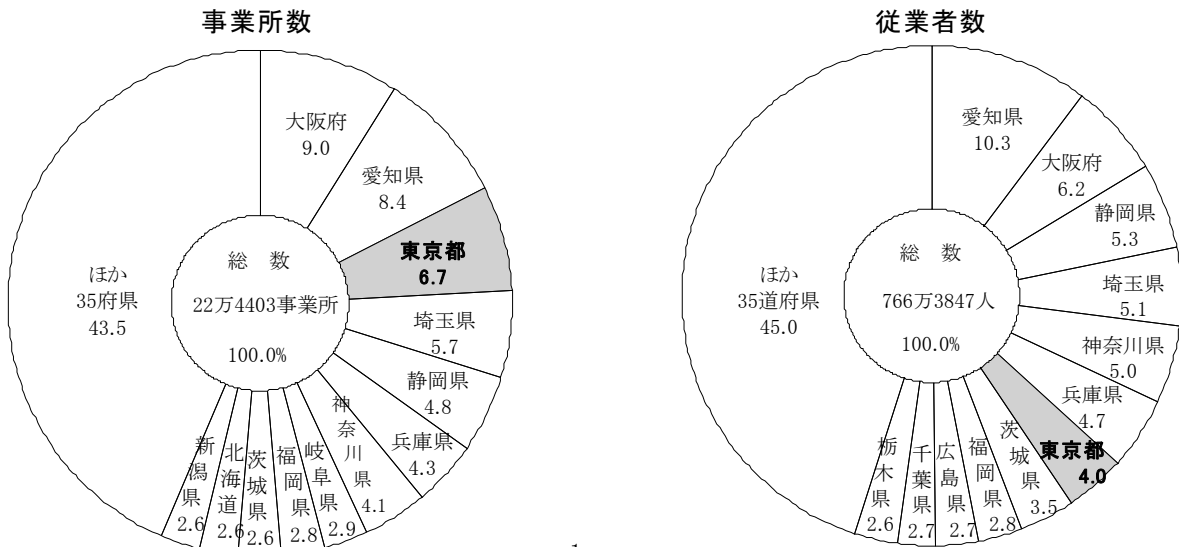 事業所数
大阪府
9.0
愛知県
8.4
東京都
6.7
埼玉県
5.7
静岡県
4.8
兵庫県
4.3
神奈川県
4.1
岐阜県
2.9
福岡県
2.8
茨城県
2.6
北海道
2.6
新潟県
2.6
ほか
35府県
43.5
総　数
22万4403事業所
100.0%
従業者数
愛知県
10.3
大阪府
6.2
静岡県
5.3
埼玉県
5.1
神奈川県
5.0
兵庫県
4.7
東京都
4.0
茨城県
3.5
福岡県
2.8
広島県
2.7
千葉県
2.7
栃木県
2.6
ほか
35道府県
45.0
総　数
766万3847人
100.0%